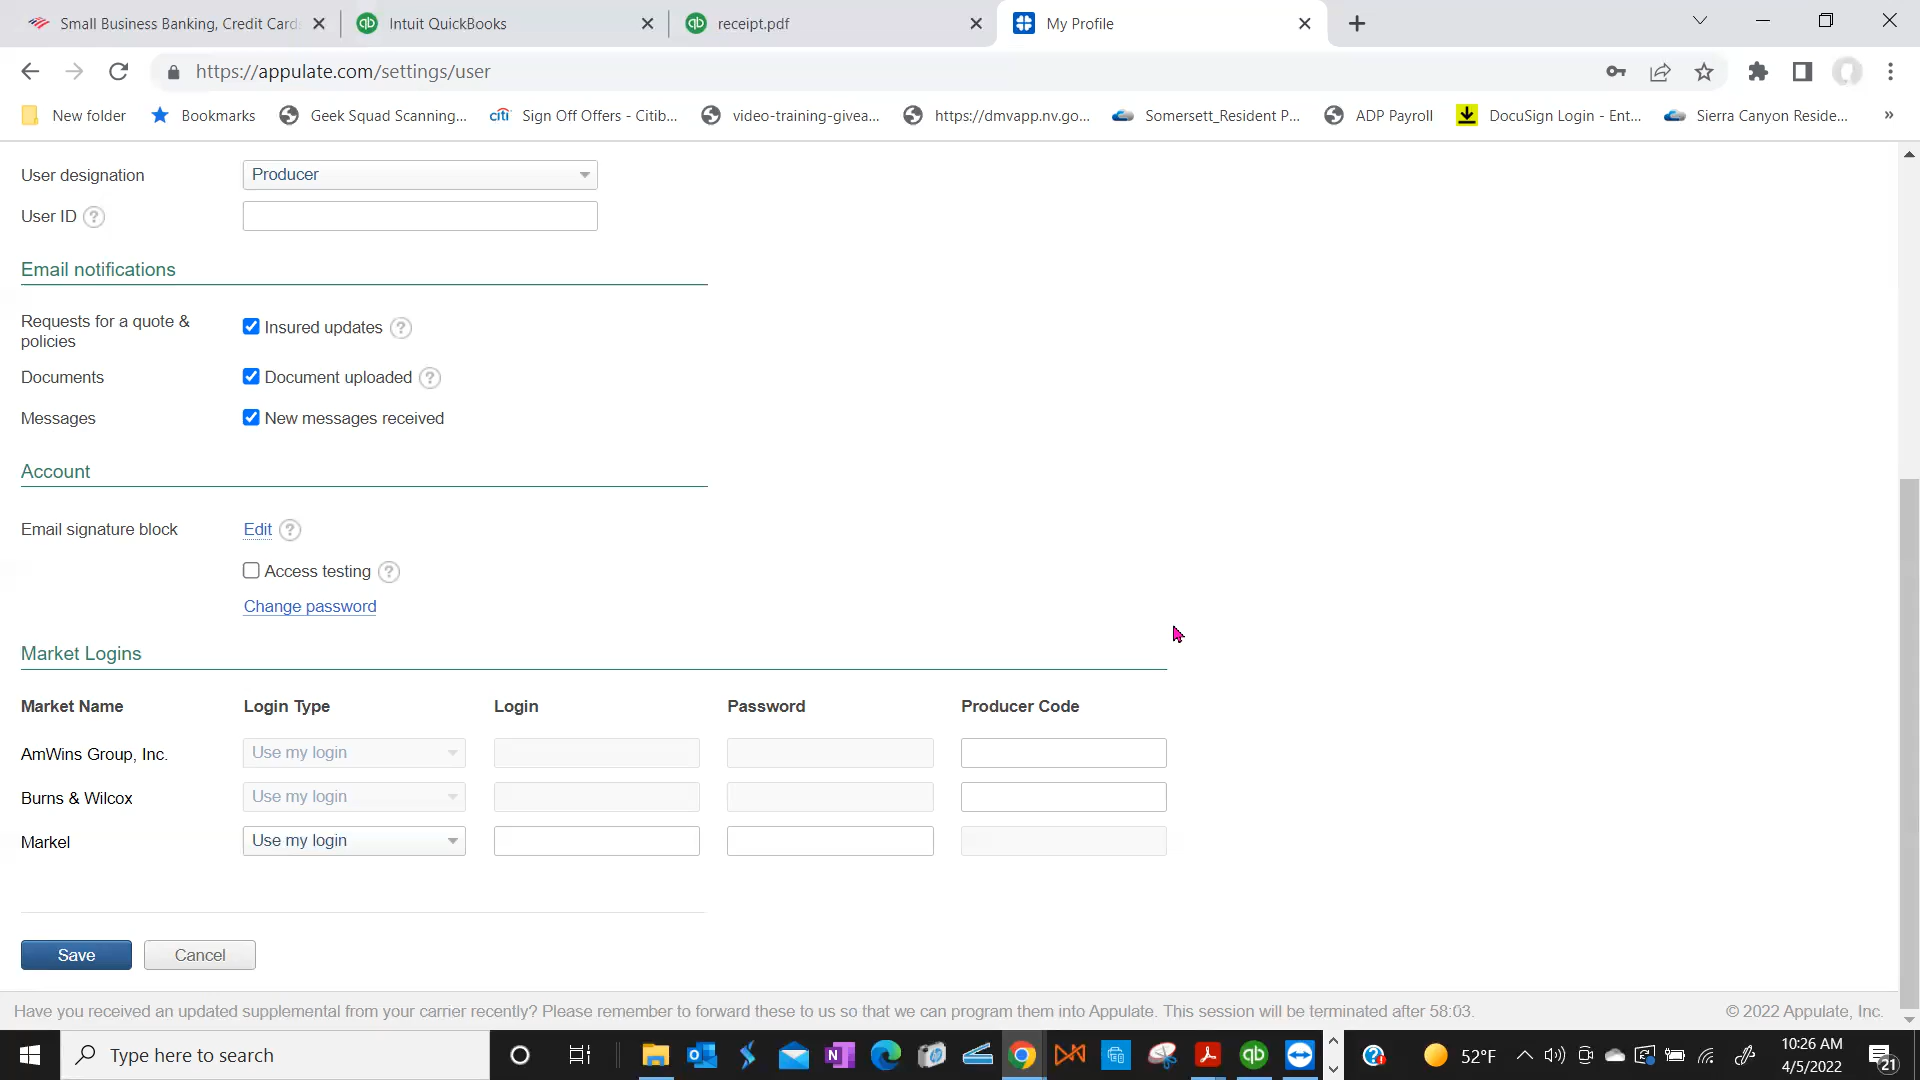 Small Business Banking, Credit Card
Intuit QuickBooks
receipt.pdf
My Profile
https://appulate.com/settings/user
New folder
Bookmarks
Geek Squad Scanning...
citi
Sign Off Offers - Citib...
video-training-givea...
https://dmvapp.nv.go...
Somersett_Resident P...
ADP Payroll
DocuSign Login - Ent...
Sierra Canyon Reside...
»
User designation
Producer
User ID ?
Email notifications
Requests for a quote &
policies
Insured updates ?
Documents
Document uploaded ?
Messages
New messages received
Account
Email signature block
Edit ?
Access testing ?
Change password
Market Logins
Market Name Login Type Login Password Producer Code
AmWins Group, Inc. Use my login
Burns & Wilcox Use my login
Markel Use my login
Save Cancel
Have you received an updated supplemental from your carrier recently? Please remember to forward these to us so that we can program them into Appulate. This session will be terminated after 58:03.
© 2022 Appulate, Inc.
Type here to search
52°F
10:26 AM
4/5/2022
21